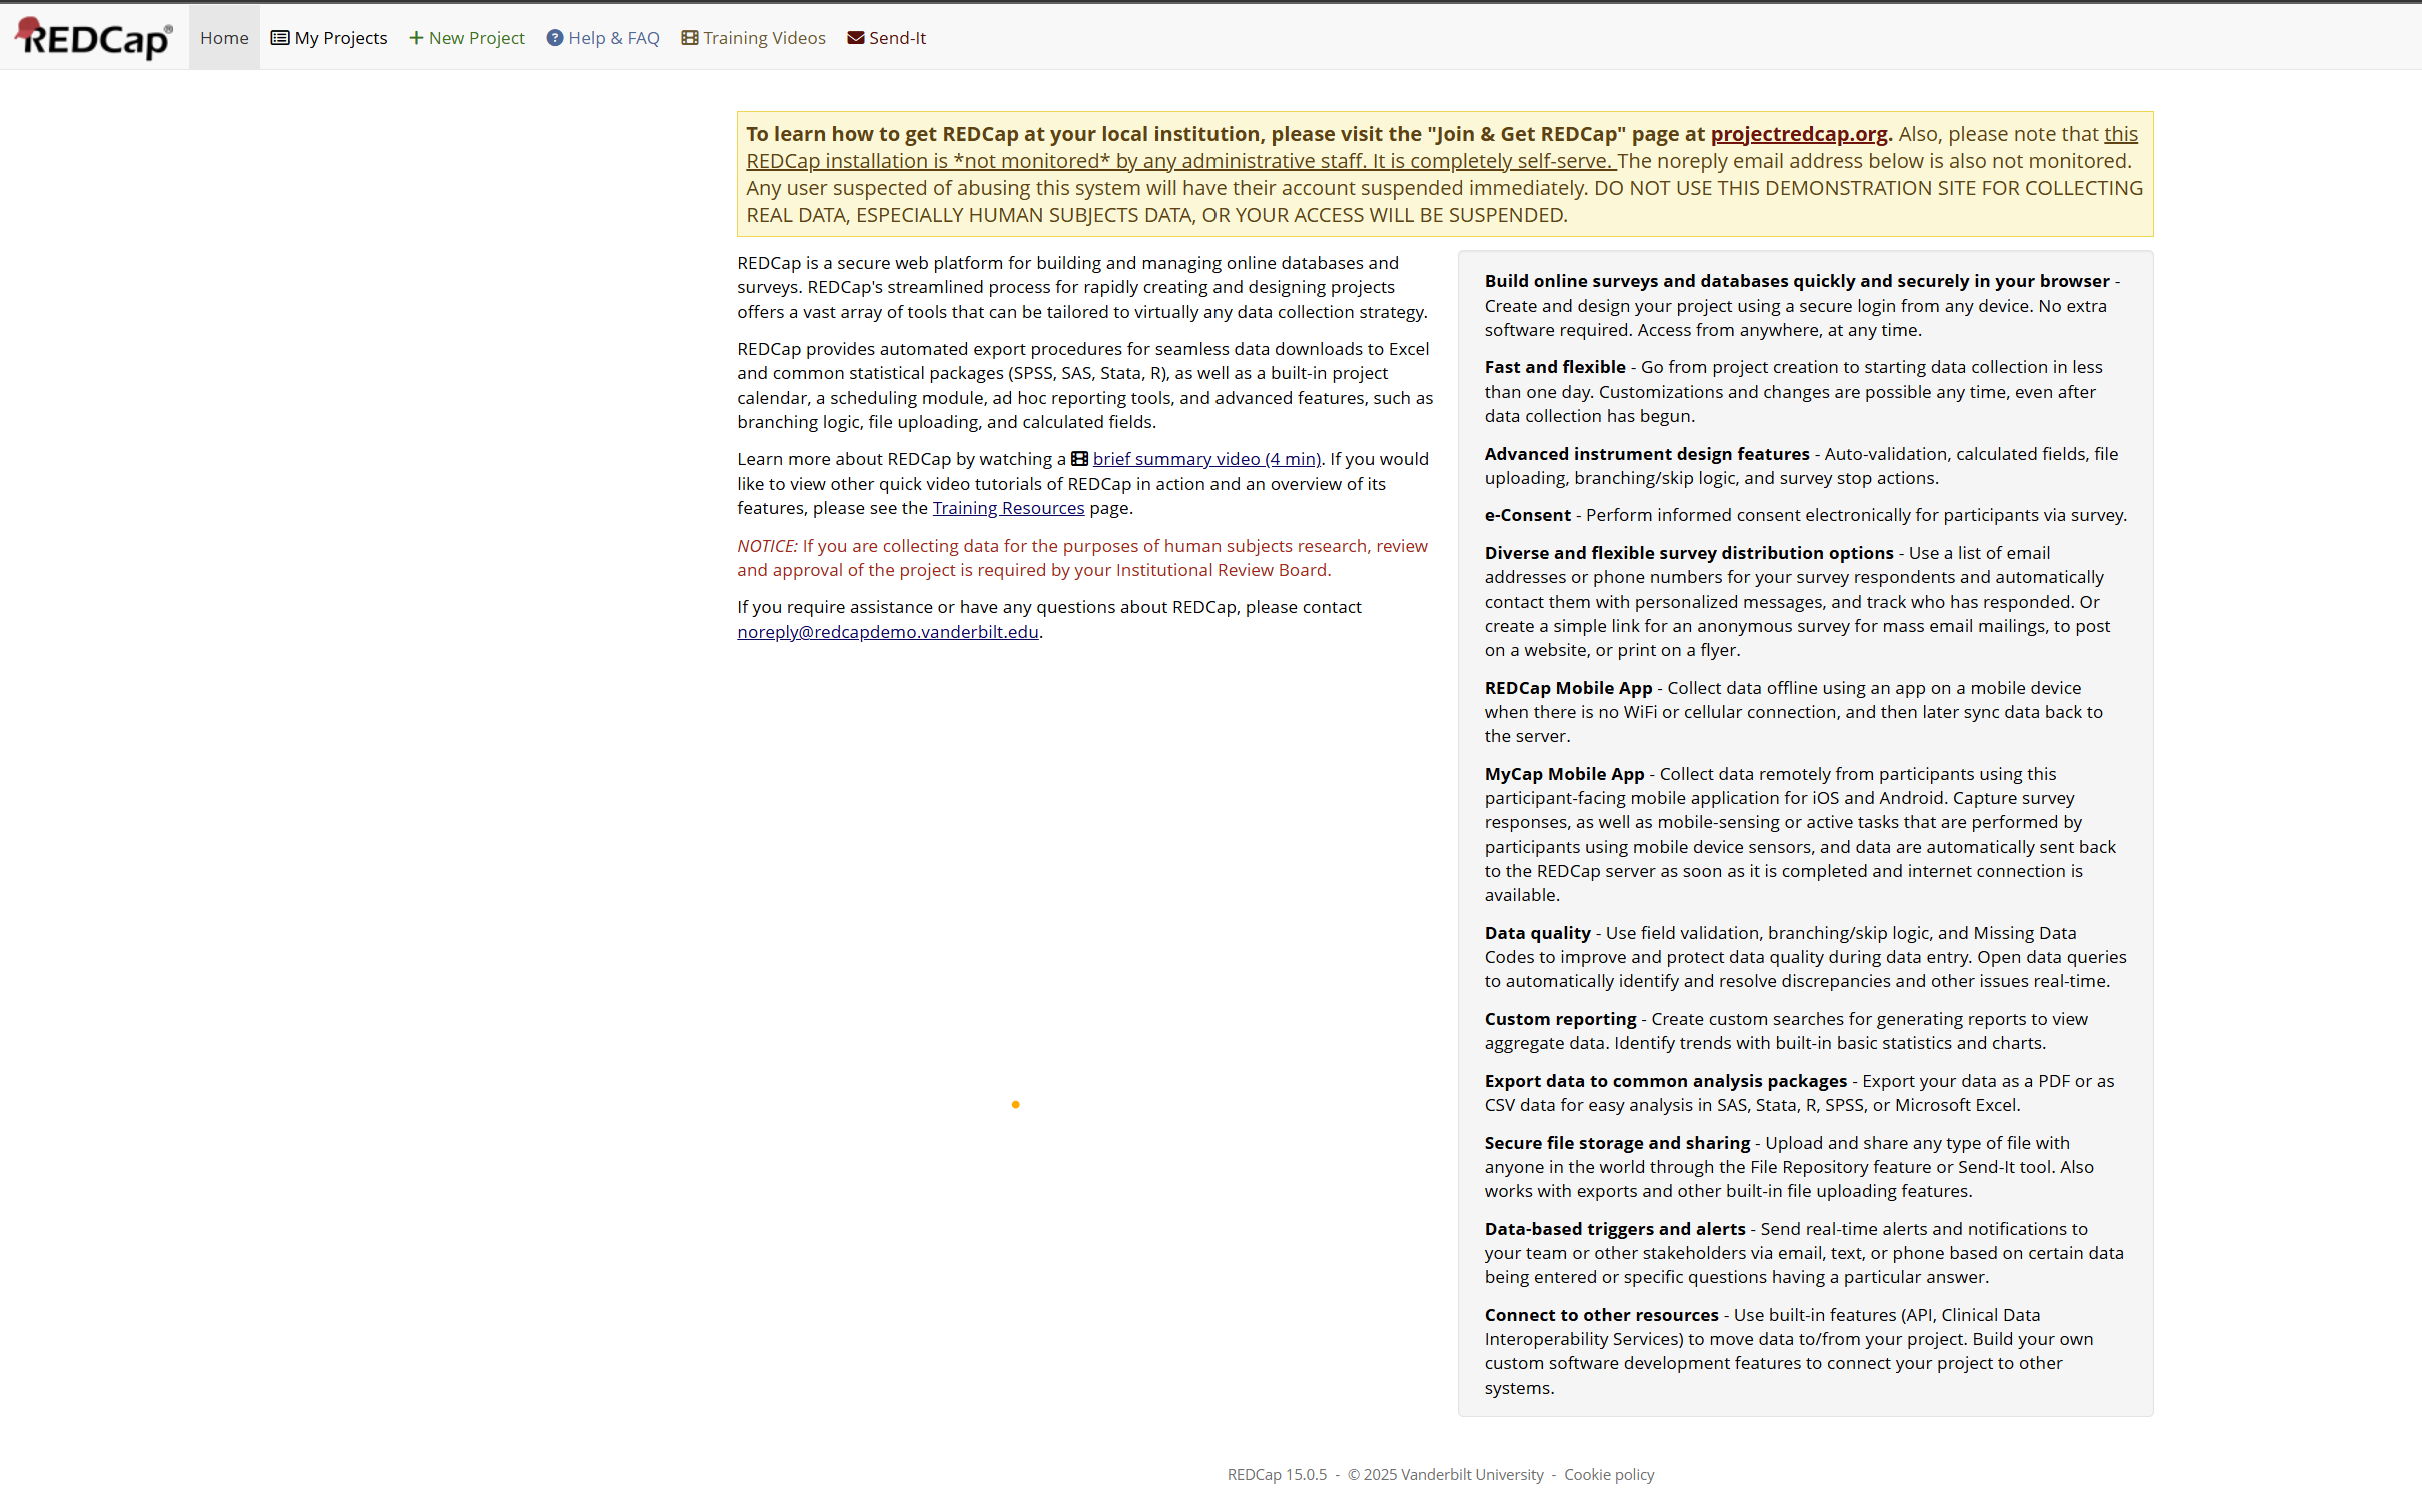 REDCap®
Home My Projects New Project Help & FAQ Training Videos Send-It
To learn how to get REDCap at your local institution, please visit the "Join & Get REDCap" page at projectredcap.org. Also, please note that this
REDCap installation is *not monitored* by any administrative staff. It is completely self-serve. The noreply email address below is also not monitored.
Any user suspected of abusing this system will have their account suspended immediately. DO NOT USE THIS DEMONSTRATION SITE FOR COLLECTING
REAL DATA, ESPECIALLY HUMAN SUBJECTS DATA, OR YOUR ACCESS WILL BE SUSPENDED.
REDCap is a secure web platform for building and managing online databases and
surveys. REDCap's streamlined process for rapidly creating and designing projects
offers a vast array of tools that can be tailored to virtually any data collection strategy.
REDCap provides automated export procedures for seamless data downloads to Excel
and common statistical packages (SPSS, SAS, Stata, R), as well as a built-in project
calendar, a scheduling module, ad hoc reporting tools, and advanced features, such as
branching logic, file uploading, and calculated fields.
Learn more about REDCap by watching a brief summary video (4 min). If you would
like to view other quick video tutorials of REDCap in action and an overview of its
features, please see the Training Resources page.
NOTICE: If you are collecting data for the purposes of human subjects research, review
and approval of the project is required by your Institutional Review Board.
If you require assistance or have any questions about REDCap, please contact
noreply@redcapdemo.vanderbilt.edu.
Build online surveys and databases quickly and securely in your browser -
Create and design your project using a secure login from any device. No extra
software required. Access from anywhere, at any time.
Fast and flexible - Go from project creation to starting data collection in less
than one day. Customizations and changes are possible any time, even after
data collection has begun.
Advanced instrument design features - Auto-validation, calculated fields, file
uploading, branching/skip logic, and survey stop actions.
e-Consent - Perform informed consent electronically for participants via survey.
Diverse and flexible survey distribution options - Use a list of email
addresses or phone numbers for your survey respondents and automatically
contact them with personalized messages, and track who has responded. Or
create a simple link for an anonymous survey for mass email mailings, to post
on a website, or print on a flyer.
REDCap Mobile App - Collect data offline using an app on a mobile device
when there is no WiFi or cellular connection, and then later sync data back to
the server.
MyCap Mobile App - Collect data remotely from participants using this
participant-facing mobile application for iOS and Android. Capture survey
responses, as well as mobile-sensing or active tasks that are performed by
participants using mobile device sensors, and data are automatically sent back
to the REDCap server as soon as it is completed and internet connection is
available.
Data quality - Use field validation, branching/skip logic, and Missing Data
Codes to improve and protect data quality during data entry. Open data queries
to automatically identify and resolve discrepancies and other issues real-time.
Custom reporting - Create custom searches for generating reports to view
aggregate data. Identify trends with built-in basic statistics and charts.
Export data to common analysis packages - Export your data as a PDF or as
CSV data for easy analysis in SAS, Stata, R, SPSS, or Microsoft Excel.
Secure file storage and sharing - Upload and share any type of file with
anyone in the world through the File Repository feature or Send-It tool. Also
works with exports and other built-in file uploading features.
Data-based triggers and alerts - Send real-time alerts and notifications to
your team or other stakeholders via email, text, or phone based on certain data
being entered or specific questions having a particular answer.
Connect to other resources - Use built-in features (API, Clinical Data
Interoperability Services) to move data to/from your project. Build your own
custom software development features to connect your project to other
systems.
REDCap 15.0.5 - © 2025 Vanderbilt University - Cookie policy